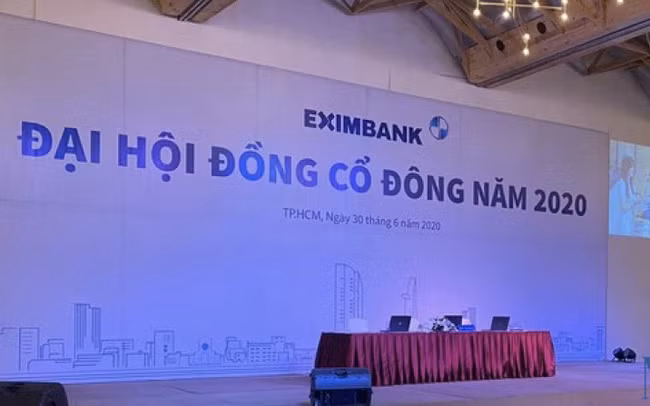 EXIMBANK
ĐẠI HỘI ĐỒNG CỔ ĐÔNG NĂM 2020
TP.HCM, Ngày 30 tháng 6 năm 2020